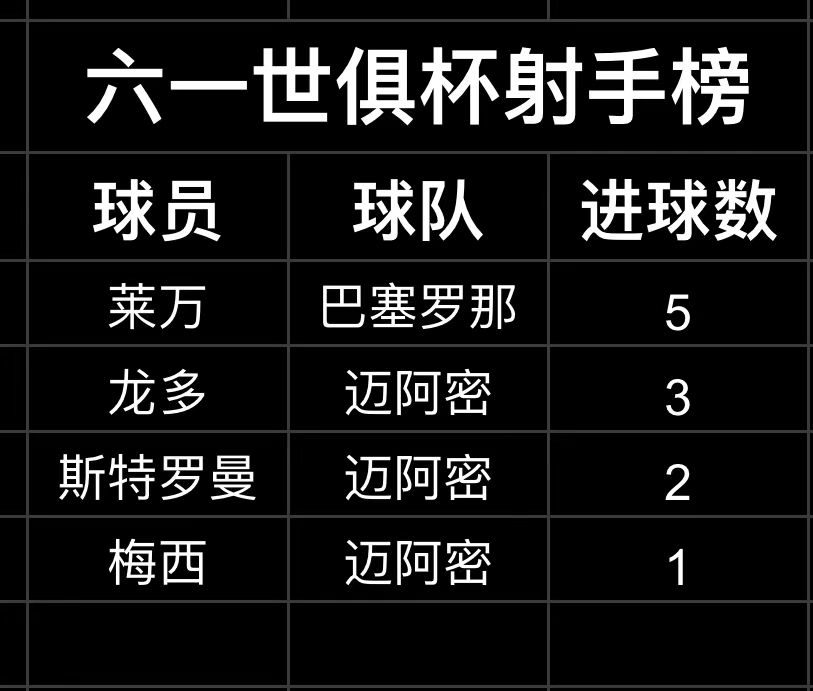 六一世俱杯射手榜
球员 球队 进球数
莱万 巴塞罗那 5
龙多 迈阿密 3
斯特罗曼 迈阿密 2
梅西 迈阿密 1